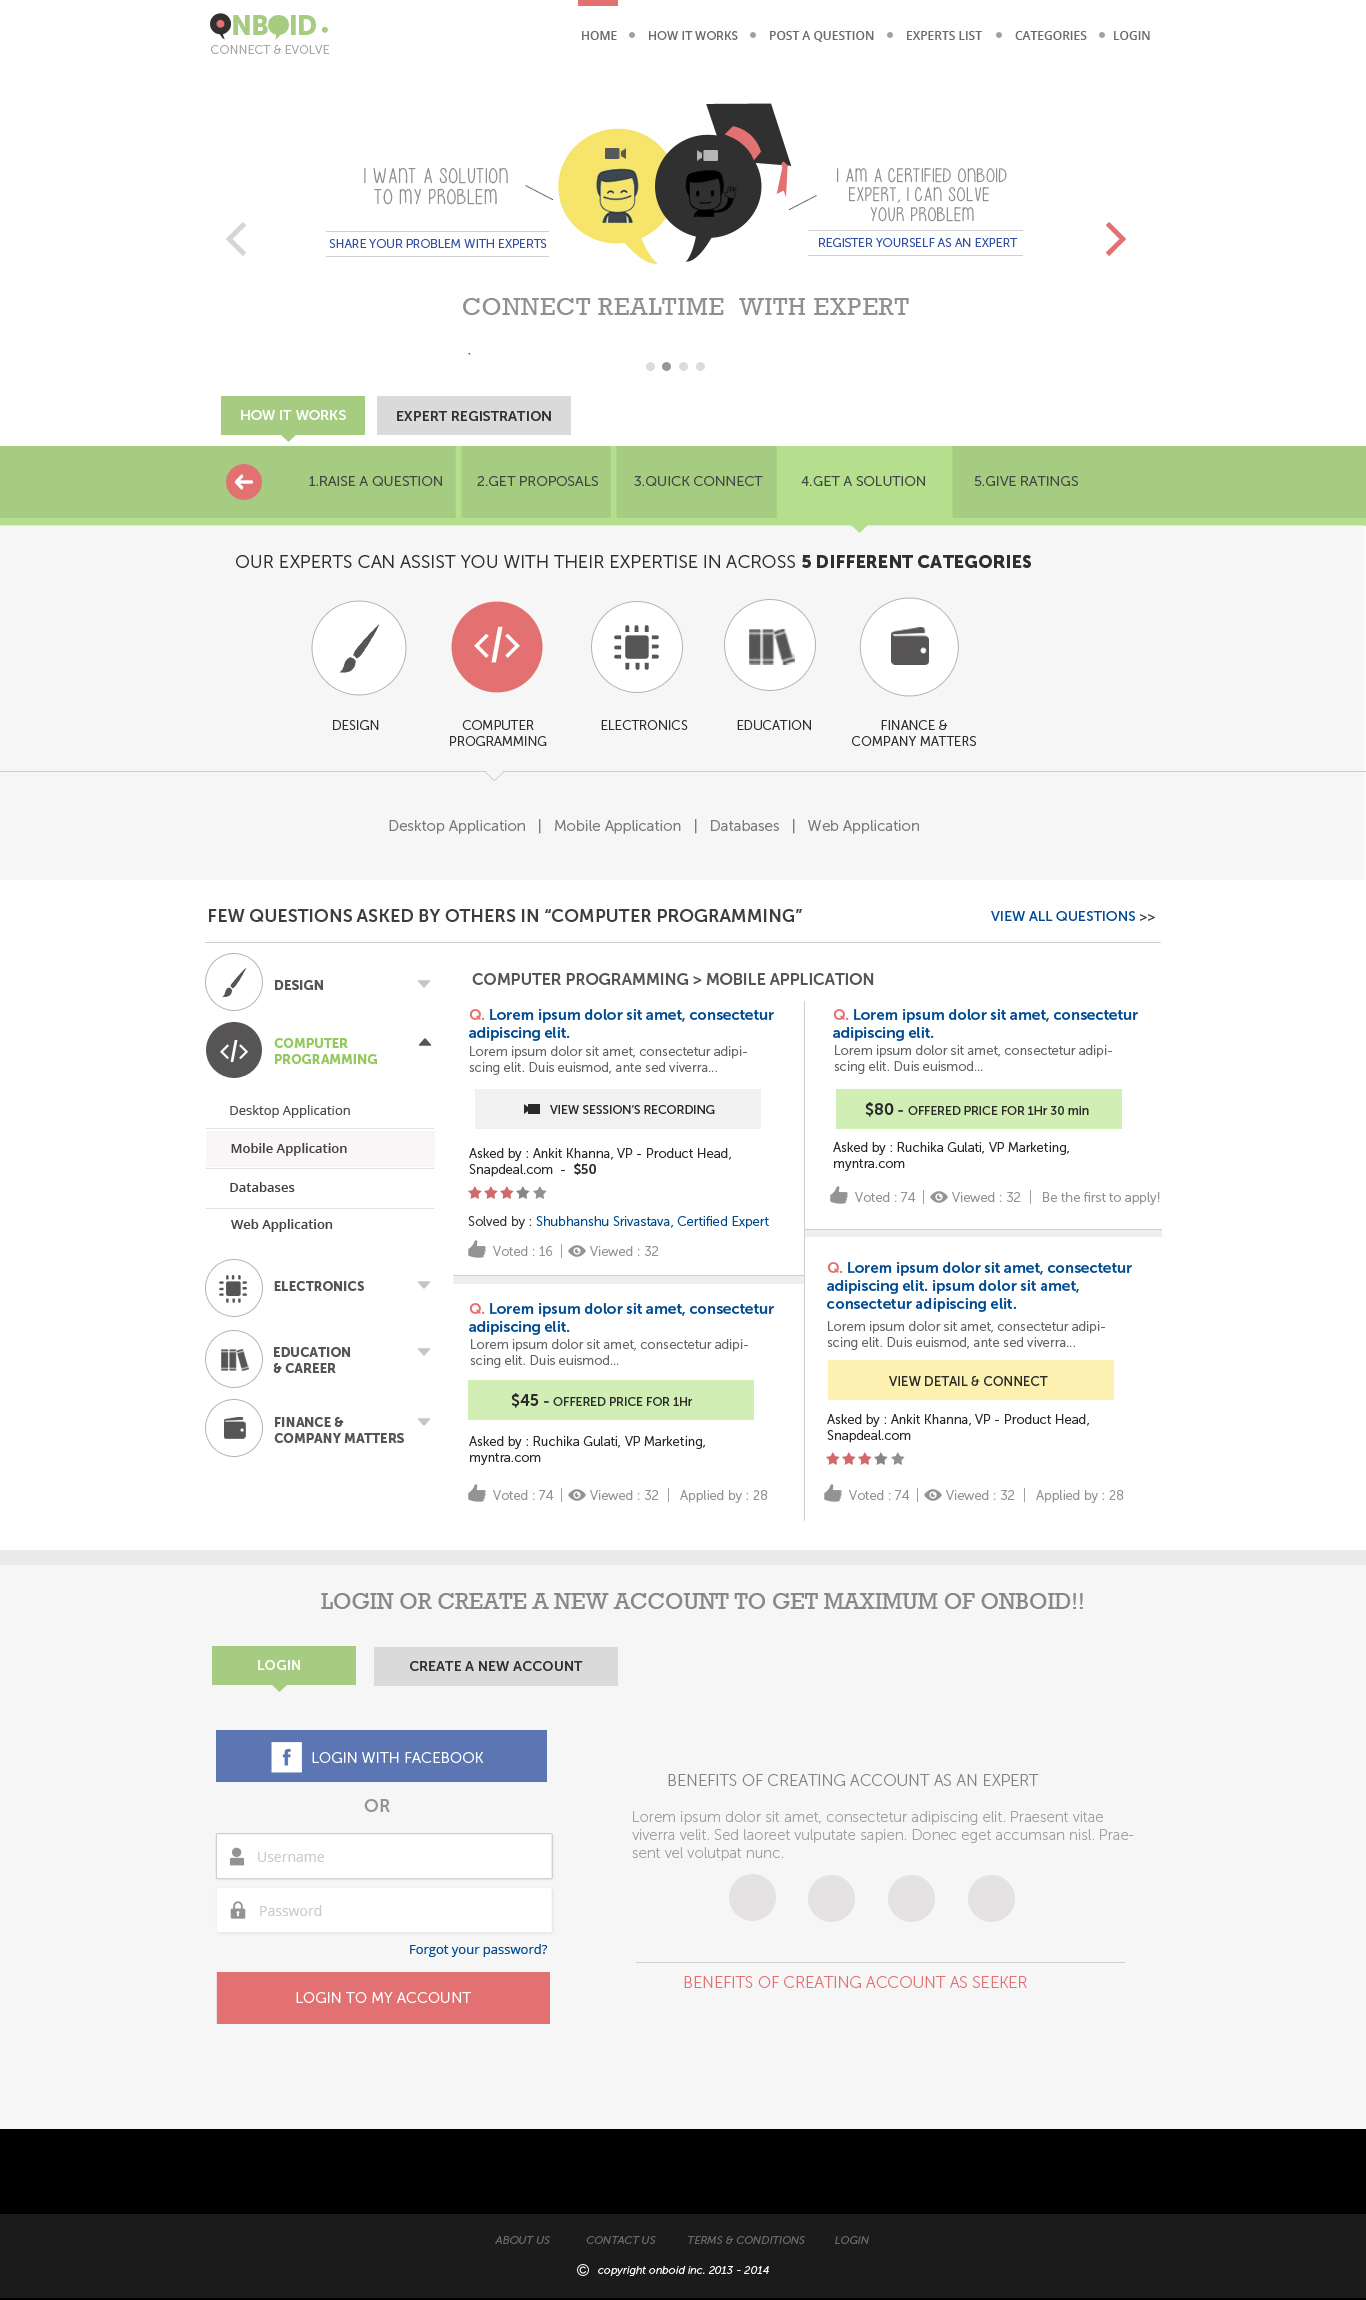 ONBOID.
CONNECT & EVOLVE
HOME • HOW IT WORKS • POST A QUESTION • EXPERTS LIST • CATEGORIES • LOGIN
I WANT A SOLUTION
TO MY PROBLEM
SHARE YOUR PROBLEM WITH EXPERTS
I AM A CERTIFIED ONBOID
EXPERT, I CAN SOLVE
YOUR PROBLEM
REGISTER YOURSELF AS AN EXPERT
CONNECT REALTIME WITH EXPERT
HOW IT WORKS
EXPERT REGISTRATION
1.RAISE A QUESTION
2.GET PROPOSALS
3.QUICK CONNECT
4.GET A SOLUTION
5.GIVE RATINGS
OUR EXPERTS CAN ASSIST YOU WITH THEIR EXPERTISE IN ACROSS 5 DIFFERENT CATEGORIES
DESIGN
COMPUTER
PROGRAMMING
ELECTRONICS
EDUCATION
FINANCE &
COMPANY MATTERS
Desktop Application | Mobile Application | Databases | Web Application
FEW QUESTIONS ASKED BY OTHERS IN “COMPUTER PROGRAMMING”
VIEW ALL QUESTIONS >>
DESIGN
COMPUTER
PROGRAMMING
Desktop Application
Mobile Application
Databases
Web Application
ELECTRONICS
EDUCATION
& CAREER
FINANCE &
COMPANY MATTERS
COMPUTER PROGRAMMING > MOBILE APPLICATION
Q. Lorem ipsum dolor sit amet, consectetur
adipiscing elit.
Lorem ipsum dolor sit amet, consectetur adipi-
scing elit. Duis euismod, ante sed viverra...
VIEW SESSION'S RECORDING
Asked by : Ankit Khanna, VP - Product Head,
Snapdeal.com - $50
Solved by : Shubhanshu Srivastava, Certified Expert
Voted : 16 | Viewed : 32
Q. Lorem ipsum dolor sit amet, consectetur
adipiscing elit.
Lorem ipsum dolor sit amet, consectetur adipi-
scing elit. Duis euismod...
$45 - OFFERED PRICE FOR 1Hr
Asked by : Ruchika Gulati, VP Marketing,
myntra.com
Voted : 74 | Viewed : 32 | Applied by : 28
Q. Lorem ipsum dolor sit amet, consectetur
adipiscing elit.
Lorem ipsum dolor sit amet, consectetur adipi-
scing elit. Duis euismod...
$80 - OFFERED PRICE FOR 1Hr 30 min
Asked by : Ruchika Gulati, VP Marketing,
myntra.com
Voted : 74 | Viewed : 32 | Be the first to apply!
Q. Lorem ipsum dolor sit amet, consectetur
adipiscing elit. ipsum dolor sit amet,
consectetur adipiscing elit.
Lorem ipsum dolor sit amet, consectetur adipi-
scing elit. Duis euismod, ante sed viverra...
VIEW DETAIL & CONNECT
Asked by : Ankit Khanna, VP - Product Head,
Snapdeal.com
Voted : 74 | Viewed : 32 | Applied by : 28
LOGIN OR CREATE A NEW ACCOUNT TO GET MAXIMUM OF ONBOID!!
LOGIN
CREATE A NEW ACCOUNT
f LOGIN WITH FACEBOOK
OR
Username
Password
Forgot your password?
LOGIN TO MY ACCOUNT
BENEFITS OF CREATING ACCOUNT AS AN EXPERT
Lorem ipsum dolor sit amet, consectetur adipiscing elit. Praesent vitae
viverra velit. Sed laoreet vulputate sapien. Donec eget accumsan nisl. Prae-
sent vel volutpat nunc.
BENEFITS OF CREATING ACCOUNT AS SEEKER
ABOUT US
CONTACT US
TERMS & CONDITIONS
LOGIN
© copyright onboid inc. 2013 - 2014